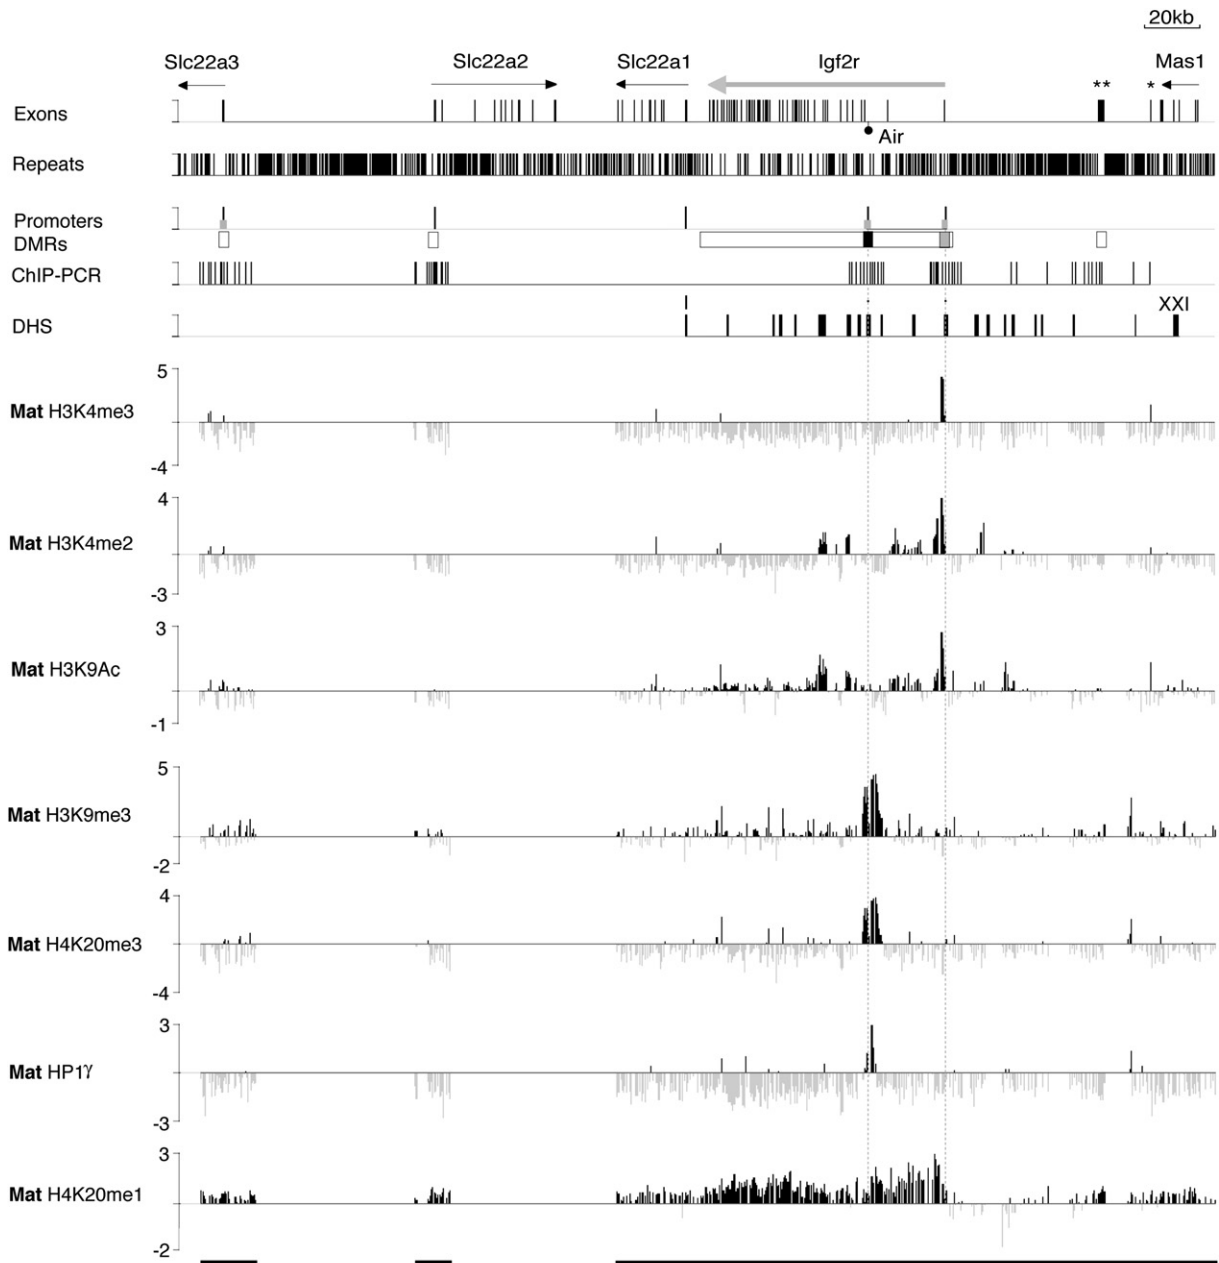 20kb
Slc22a3 Slc22a2 Slc22a1 Igf2r Mas1
** *
Exons
Air
Repeats
Promoters
DMRs
ChIP-PCR
I XXI
DHS
5
Mat H3K4me3
-4
4
Mat H3K4me2
-3
3
Mat H3K9Ac
-1
5
Mat H3K9me3
-2
4
Mat H4K20me3
-4
3
Mat HP1γ
-3
3
Mat H4K20me1
-2